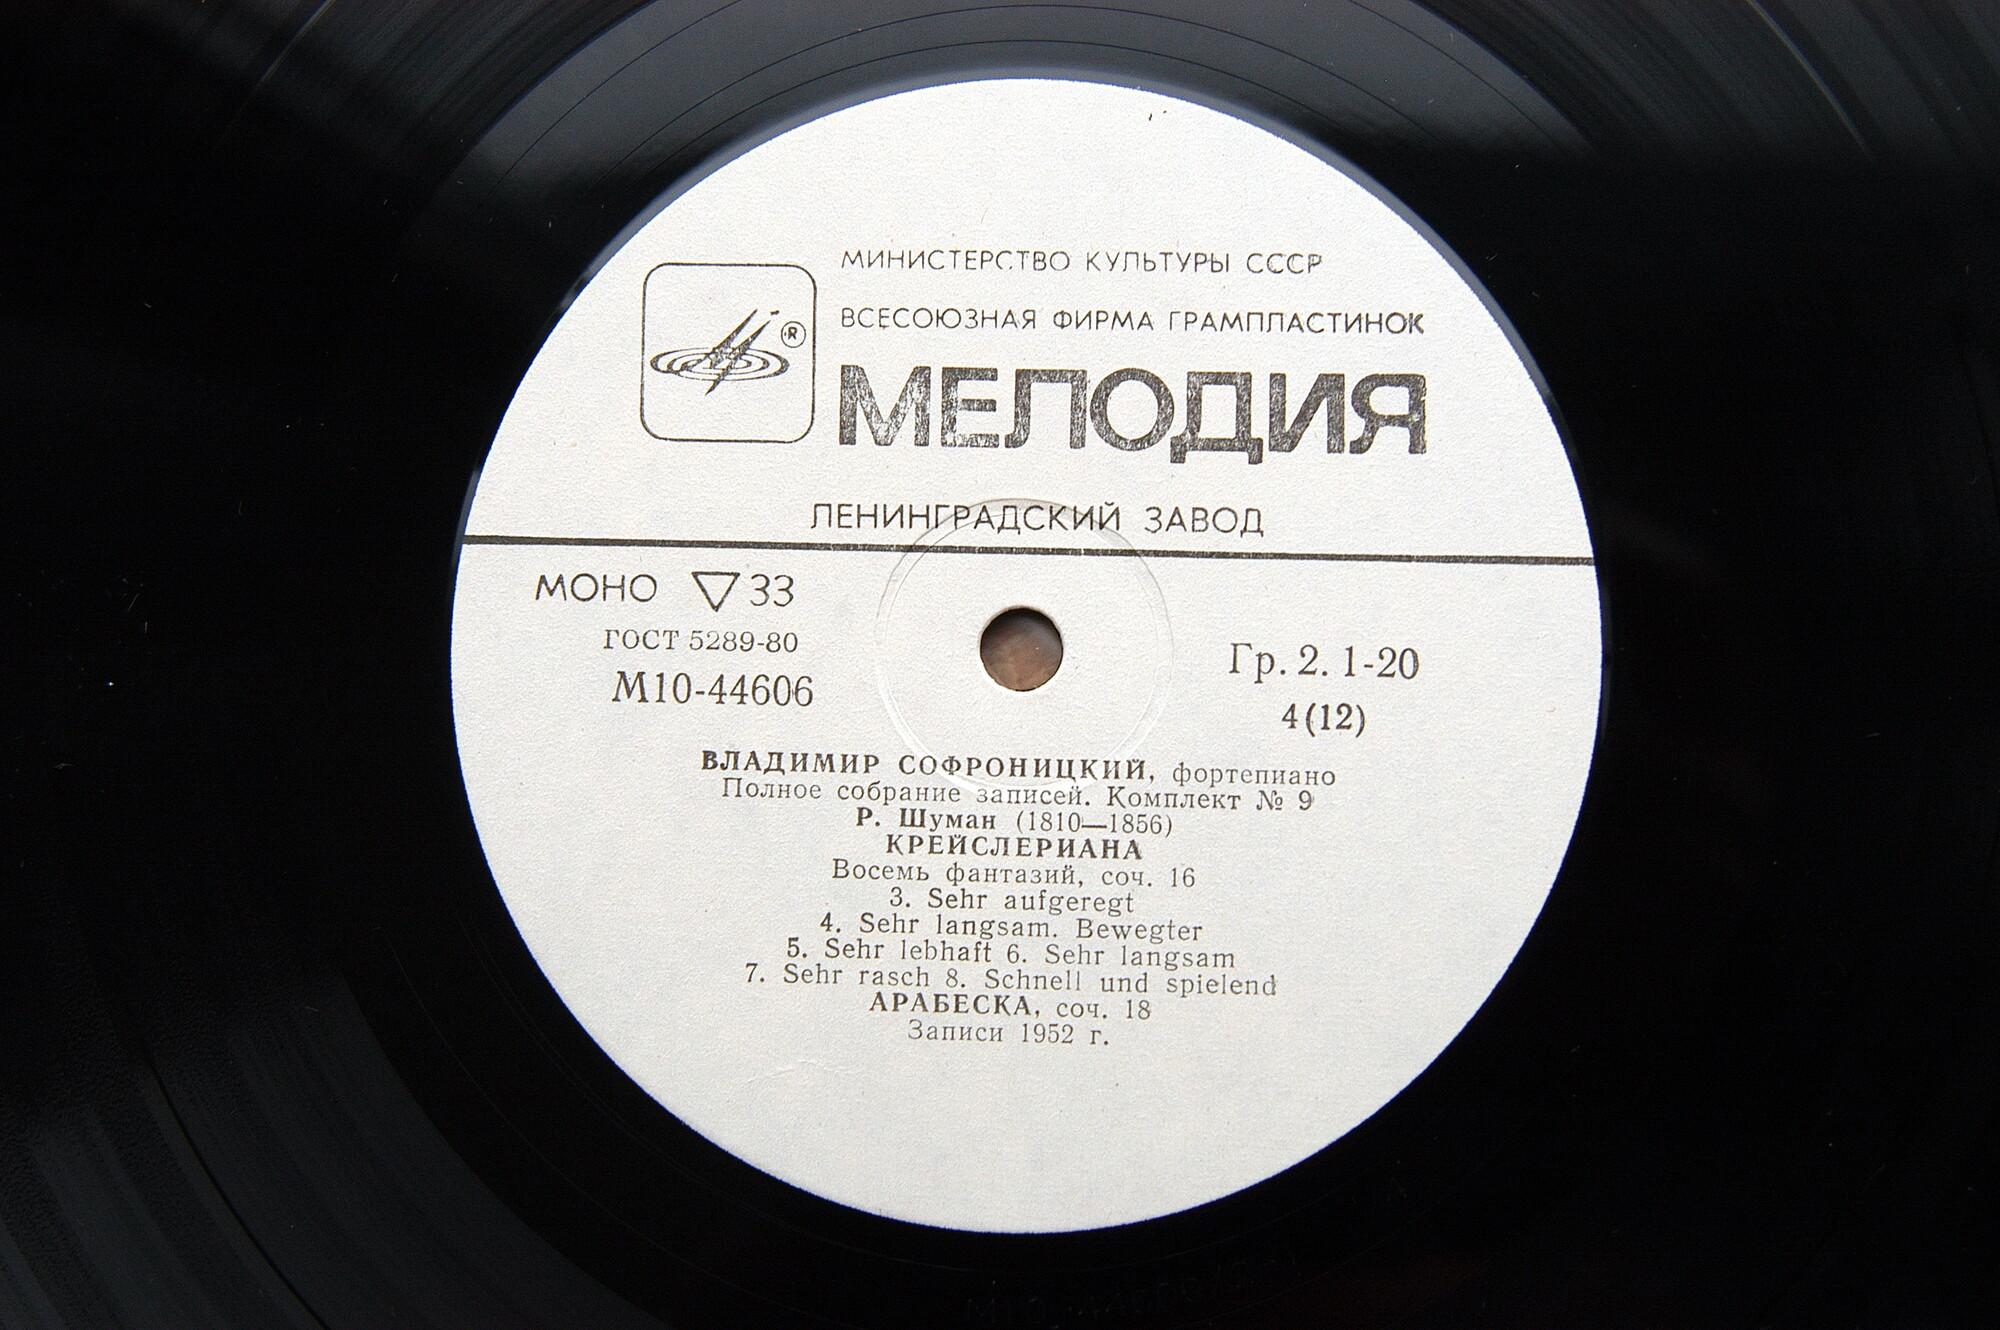 МИНИСТЕРСТВО КУЛЬТУРЫ СССР
ВСЕСОЮЗНАЯ ФИРМА ГРАМПЛАСТИНОК
®
МЕЛОДИЯ
ЛЕНИНГРАДСКИЙ ЗАВОД
МОНО ▽33
ГОСТ 5289-80
М10-44606
Гр. 2. 1-20
4(12)
ВЛАДИМИР СОФРОНИЦКИЙ, фортепиано
Полное собрание записей. Комплект № 9
Р. Шуман (1810—1856)
КРЕЙСЛЕРИАНА
Восемь фантазий, соч. 16
3. Sehr aufgeregt
4. Sehr langsam. Bewegter
5. Sehr lebhaft 6. Sehr langsam
7. Sehr rasch 8. Schnell und spielend
АРАБЕСКА, соч. 18
Записи 1952 г.